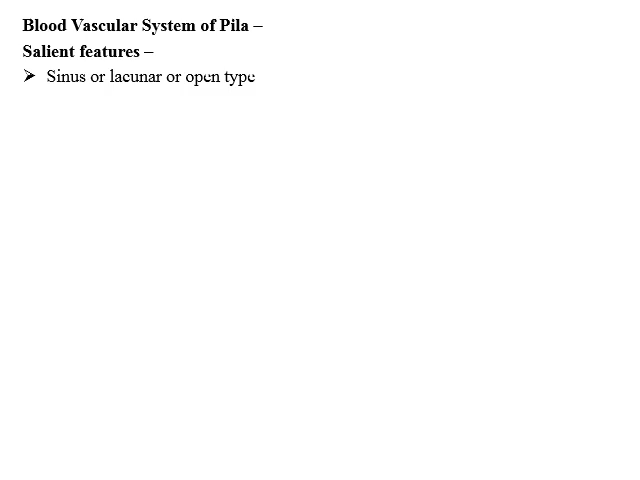 Blood Vascular System of Pila –
Salient features –
➢ Sinus or lacunar or open type